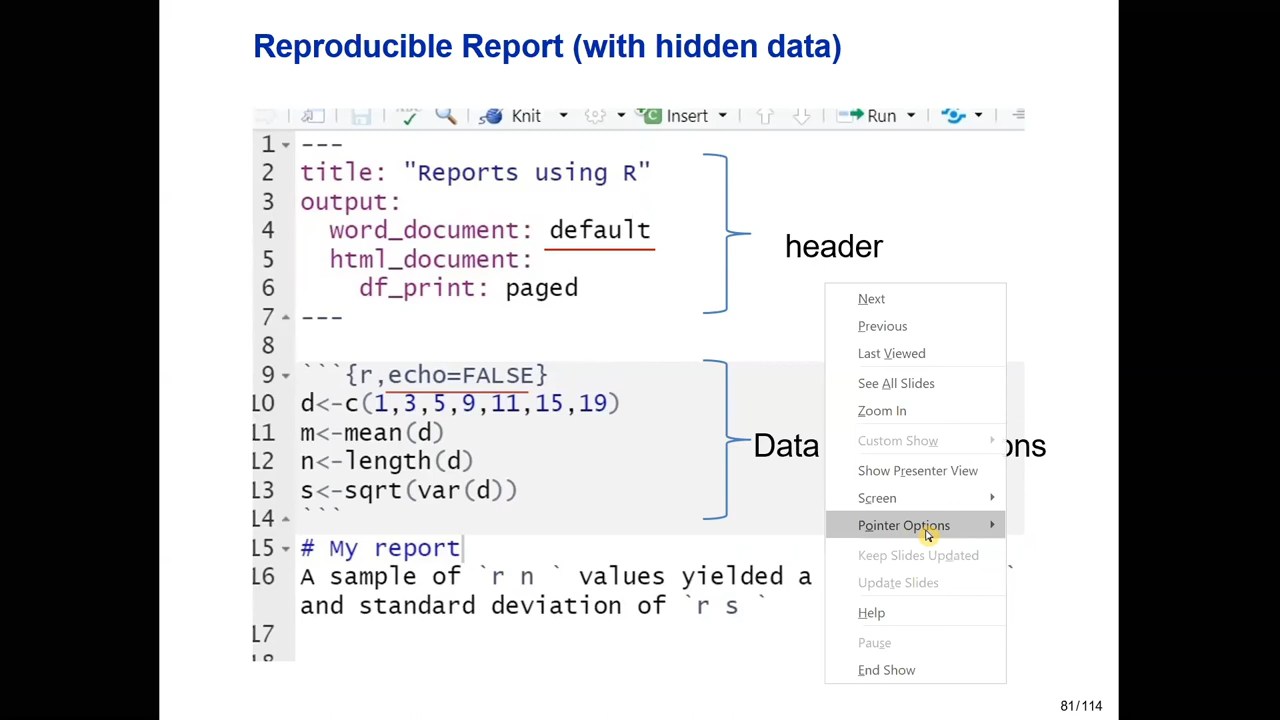 Reproducible Report (with hidden data)
Knit Insert Run
1 ---
2 title: "Reports using R"
3 output:
4 word_document: default
5 html_document:
6 df_print: paged
7 ---
8
9 ```{r,echo=FALSE}
10 d<-c(1,3,5,9,11,15,19)
11 m<-mean(d)
12 n<-length(d)
13 s<-sqrt(var(d))
14 ```
15 # My report
16 A sample of `r n ` values yielded a `
and standard deviation of `r s `
17
header
Data
Next
Previous
Last Viewed
See All Slides
Zoom In
Custom Show
Show Presenter View
Screen
Pointer Options
Keep Slides Updated
Update Slides
Help
Pause
End Show
81/114